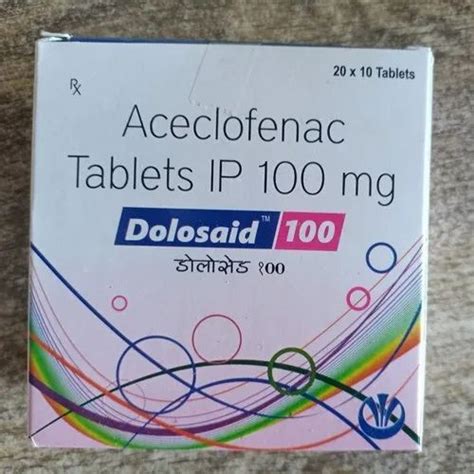 20 x 10 Tablets
Rx
Aceclofenac
Tablets IP 100 mg
Dolosaid™ 100
डोलोसेड १००